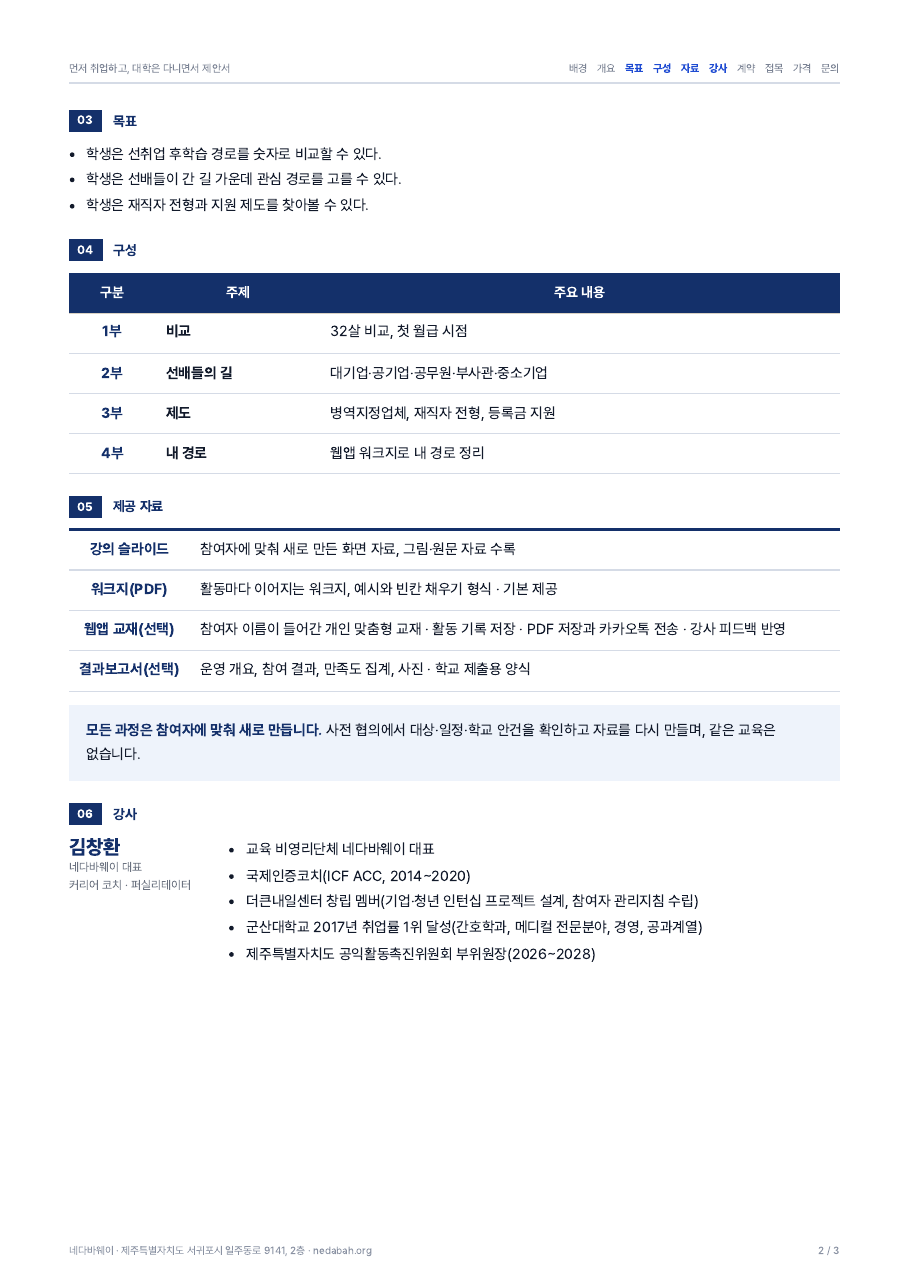 먼저 취업하고, 대학은 다니면서 제안서
배경 개요 목표 구성 자료 강사 계약 접목 가격 문의
03 목표
• 학생은 선취업 후학습 경로를 숫자로 비교할 수 있다.
• 학생은 선배들이 간 길 가운데 관심 경로를 고를 수 있다.
• 학생은 재직자 전형과 지원 제도를 찾아볼 수 있다.
04 구성
구분 주제 주요 내용
1부 비교 32살 비교, 첫 월급 시점
2부 선배들의 길 대기업·공기업·공무원·부사관·중소기업
3부 제도 병역지정업체, 재직자 전형, 등록금 지원
4부 내 경로 웹앱 워크지로 내 경로 정리
05 제공 자료
강의 슬라이드 참여자에 맞춰 새로 만든 화면 자료, 그림·원문 자료 수록
워크지(PDF) 활동마다 이어지는 워크지, 예시와 빈칸 채우기 형식 · 기본 제공
웹앱 교재(선택) 참여자 이름이 들어간 개인 맞춤형 교재 · 활동 기록 저장 · PDF 저장과 카카오톡 전송 · 강사 피드백 반영
결과보고서(선택) 운영 개요, 참여 결과, 만족도 집계, 사진 · 학교 제출용 양식
모든 과정은 참여자에 맞춰 새로 만듭니다. 사전 협의에서 대상·일정·학교 안건을 확인하고 자료를 다시 만들며, 같은 교육은
없습니다.
06 강사
김창환
네다바웨이 대표
커리어 코치 · 퍼실리테이터
• 교육 비영리단체 네다바웨이 대표
• 국제인증코치(ICF ACC, 2014~2020)
• 더큰내일센터 창립 멤버(기업·청년 인턴십 프로젝트 설계, 참여자 관리지침 수립)
• 군산대학교 2017년 취업률 1위 달성(간호학과, 메디컬 전문분야, 경영, 공과계열)
• 제주특별자치도 공익활동촉진위원회 부위원장(2026~2028)
네다바웨이 · 제주특별자치도 서귀포시 일주동로 9141, 2층 · nedabah.org
2 / 3